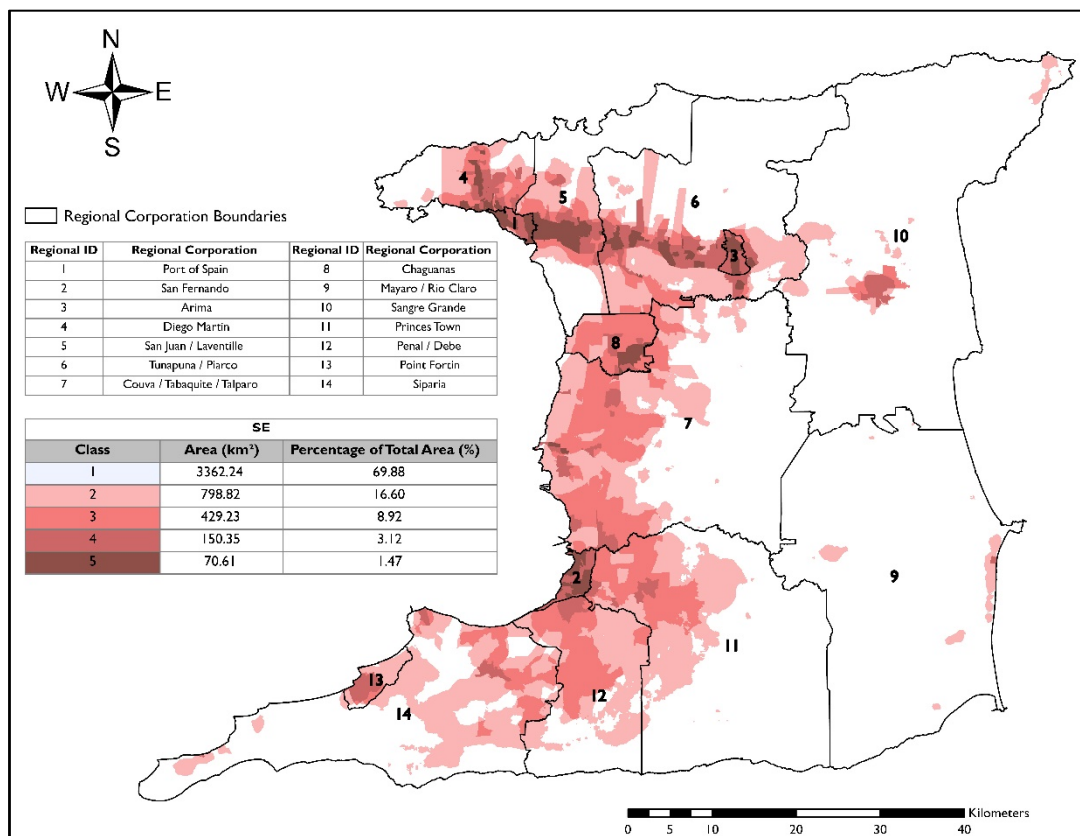 N
W E
S
Regional Corporation Boundaries
Regional ID Regional Corporation Regional ID Regional Corporation
1 Port of Spain 8 Chaguanas
2 San Fernando 9 Mayaro / Rio Claro
3 Arima 10 Sangre Grande
4 Diego Martin 11 Princes Town
5 San Juan / Laventille 12 Penal / Debe
6 Tunapuna / Piarco 13 Point Fortin
7 Couva / Tabaquite / Talparo 14 Siparia
SE
Class Area (km²) Percentage of Total Area (%)
1 3362.24 69.88
2 798.82 16.60
3 429.23 8.92
4 150.35 3.12
5 70.61 1.47
4
5
6
1
3
10
8
7
2
9
11
13
12
14
Kilometers
0 5 10 20 30 40